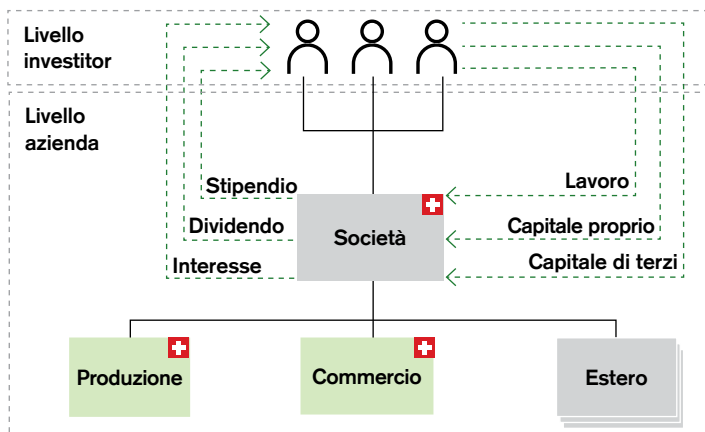 Livello
investitor
Livello
azienda
Stipendio
Lavoro
Dividendo
Società
Capitale proprio
Interesse
Capitale di terzi
Produzione
Commercio
Estero